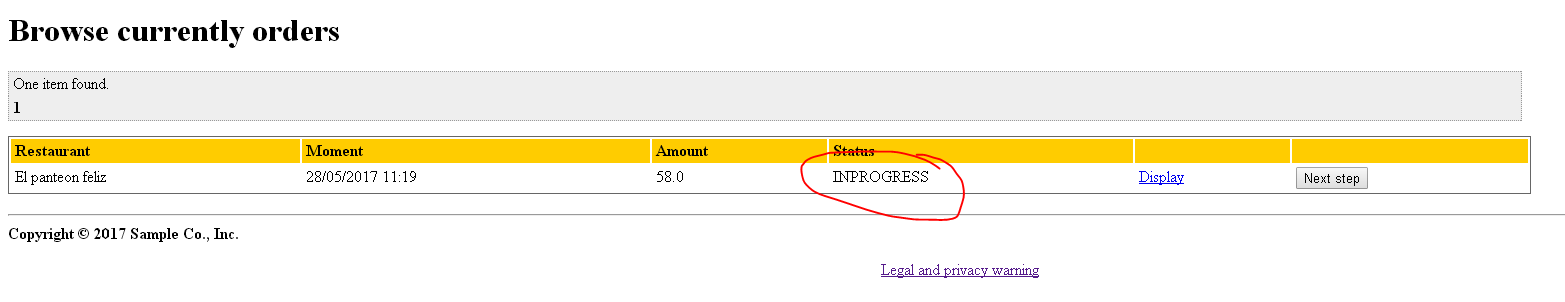 Browse currently orders
One item found.
1
Restaurant Moment Amount Status
El panteon feliz 28/05/2017 11:19 58.0 INPROGRESS Display Next step
Copyright © 2017 Sample Co., Inc.
Legal and privacy warning